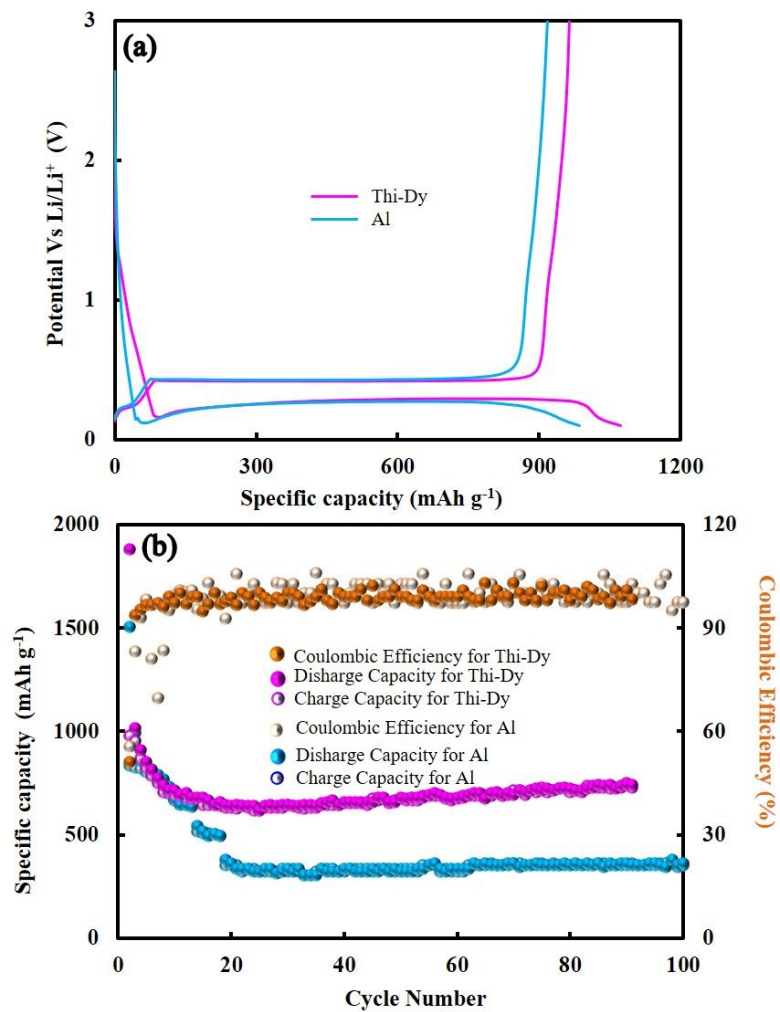 3
(a)
Potential Vs Li/Li+ (V)
2
Thi-Dy
Al
1
0
0
300
600
900
1200
Specific capacity (mAh g-1)
2000
(b)
120
1500
90
Coulombic Efficiency for Thi-Dy
Disharge Capacity for Thi-Dy
Charge Capacity for Thi-Dy
Specific capacity (mAh g-1)
Coulombic Efficiency (%)
1000
60
Coulombic Efficiency for Al
Disharge Capacity for Al
Charge Capacity for Al
500
30
0
0
0
20
40
60
80
100
Cycle Number